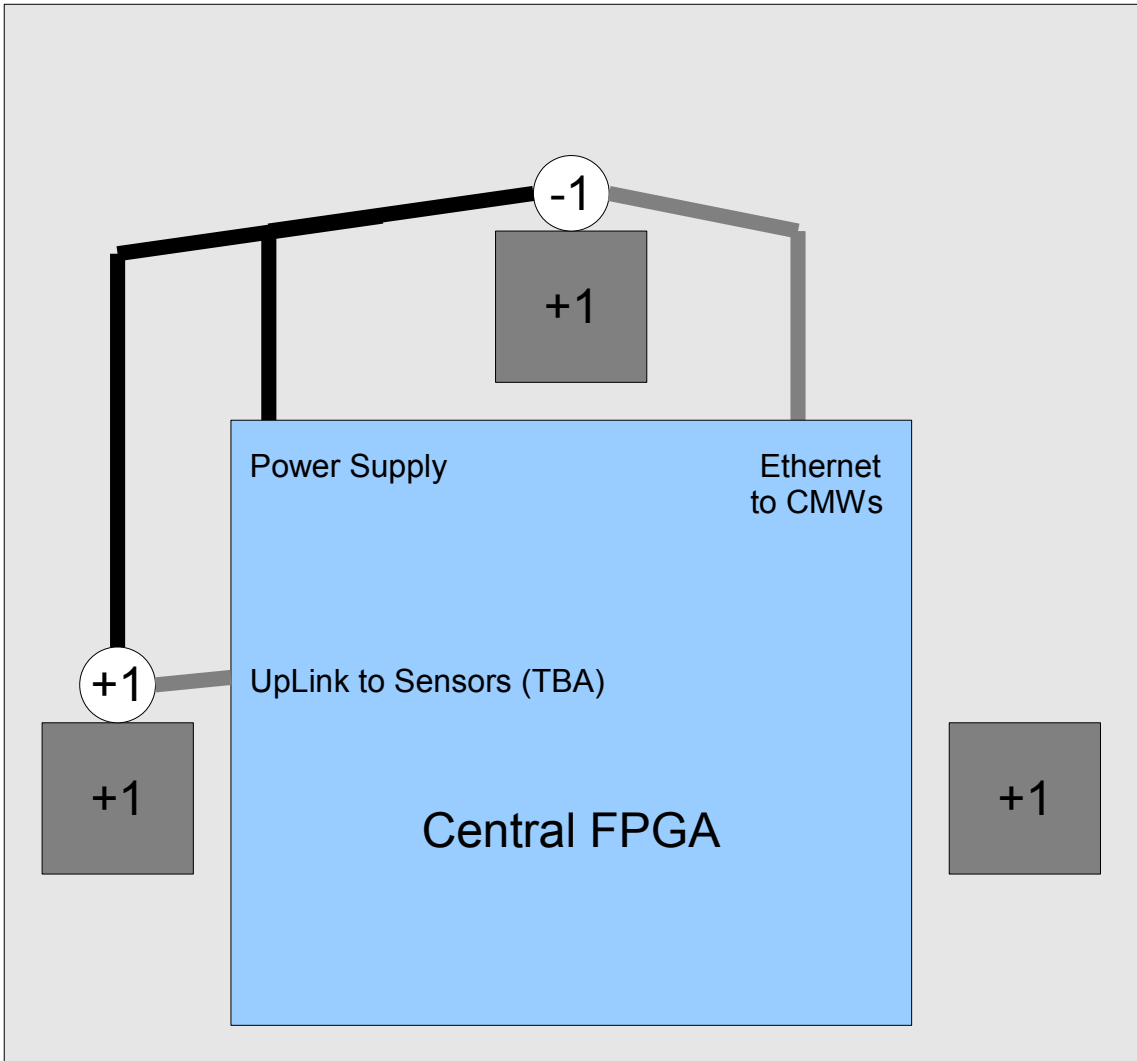 -1
+1
Power Supply
Ethernet
to CMWs
+1
UpLink to Sensors (TBA)
+1
+1
Central FPGA